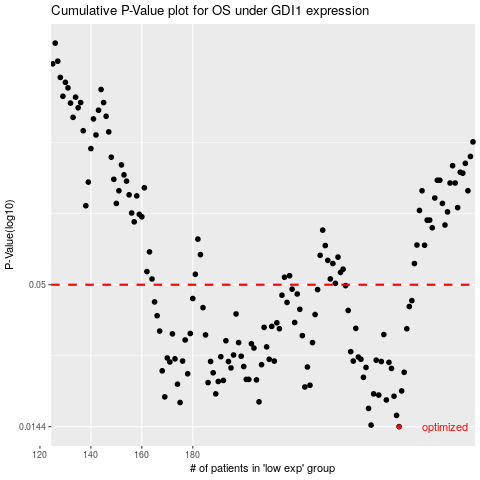 Cumulative P-Value plot for OS under GDI1 expression
P-Value(log10)
0.05
0.0144
optimized
120 140 160 180
# of patients in 'low exp' group